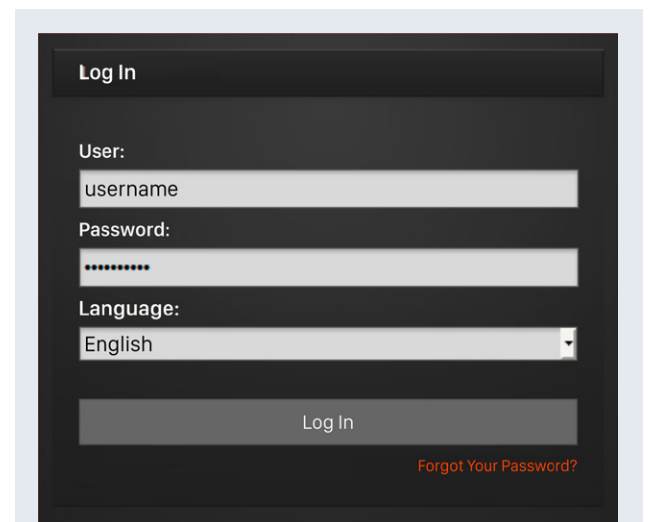 Log In
User:
username
Password:
••••••••••
Language:
English
Log In
Forgot Your Password?